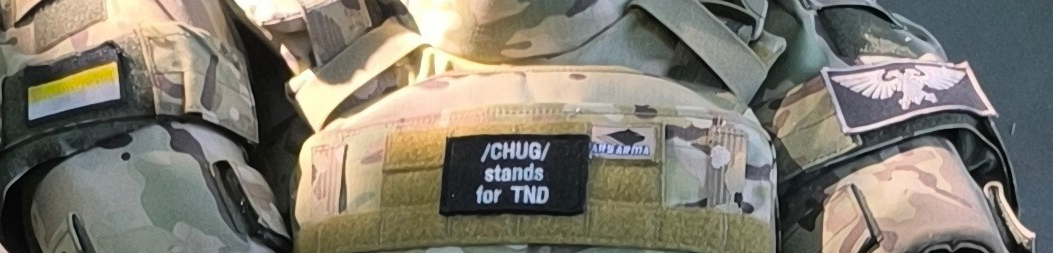 /CHUG/
stands
for TND